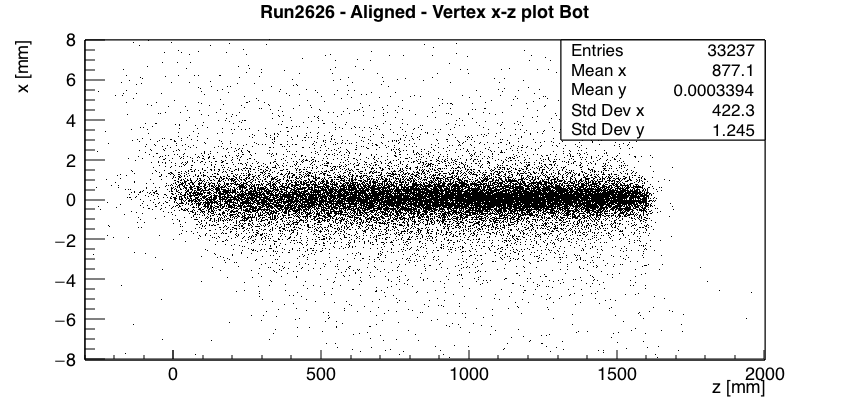 Run2626 - Aligned - Vertex x-z plot Bot
x [mm]
8
6
4
2
0
−2
−4
−6
−8
Entries 33237
Mean x 877.1
Mean y 0.0003394
Std Dev x 422.3
Std Dev y 1.245
0 500 1000 1500 2000
z [mm]